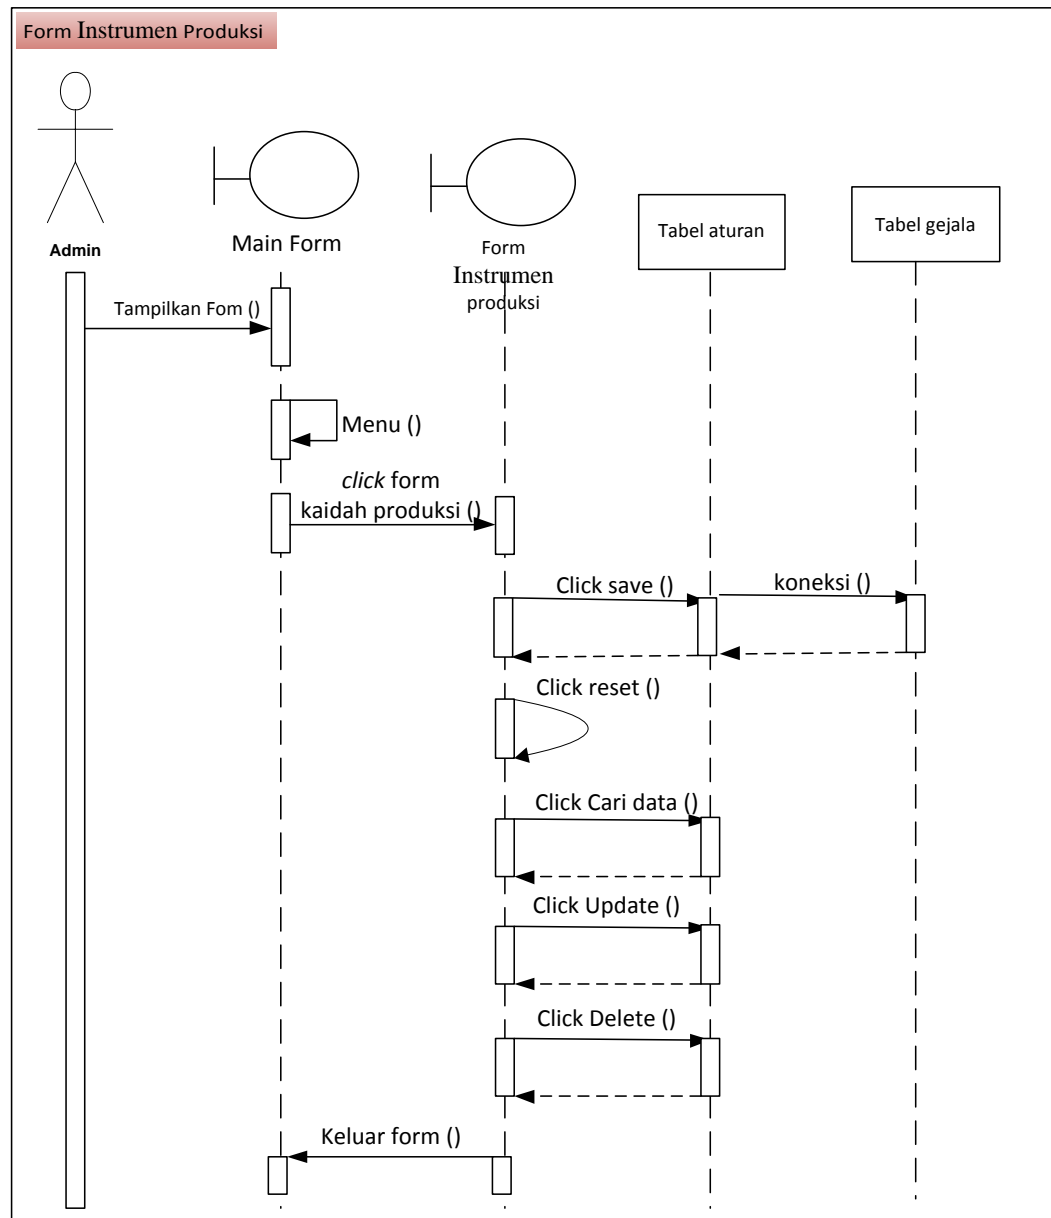 Form Instrumen Produksi
Admin
Main Form
Form
Instrumen
produksi
Tabel aturan
Tabel gejala
Tampilkan Fom ()
Menu ()
click form
kaidah produksi ()
Click save ()
koneksi ()
Click reset ()
Click Cari data ()
Click Update ()
Click Delete ()
Keluar form ()